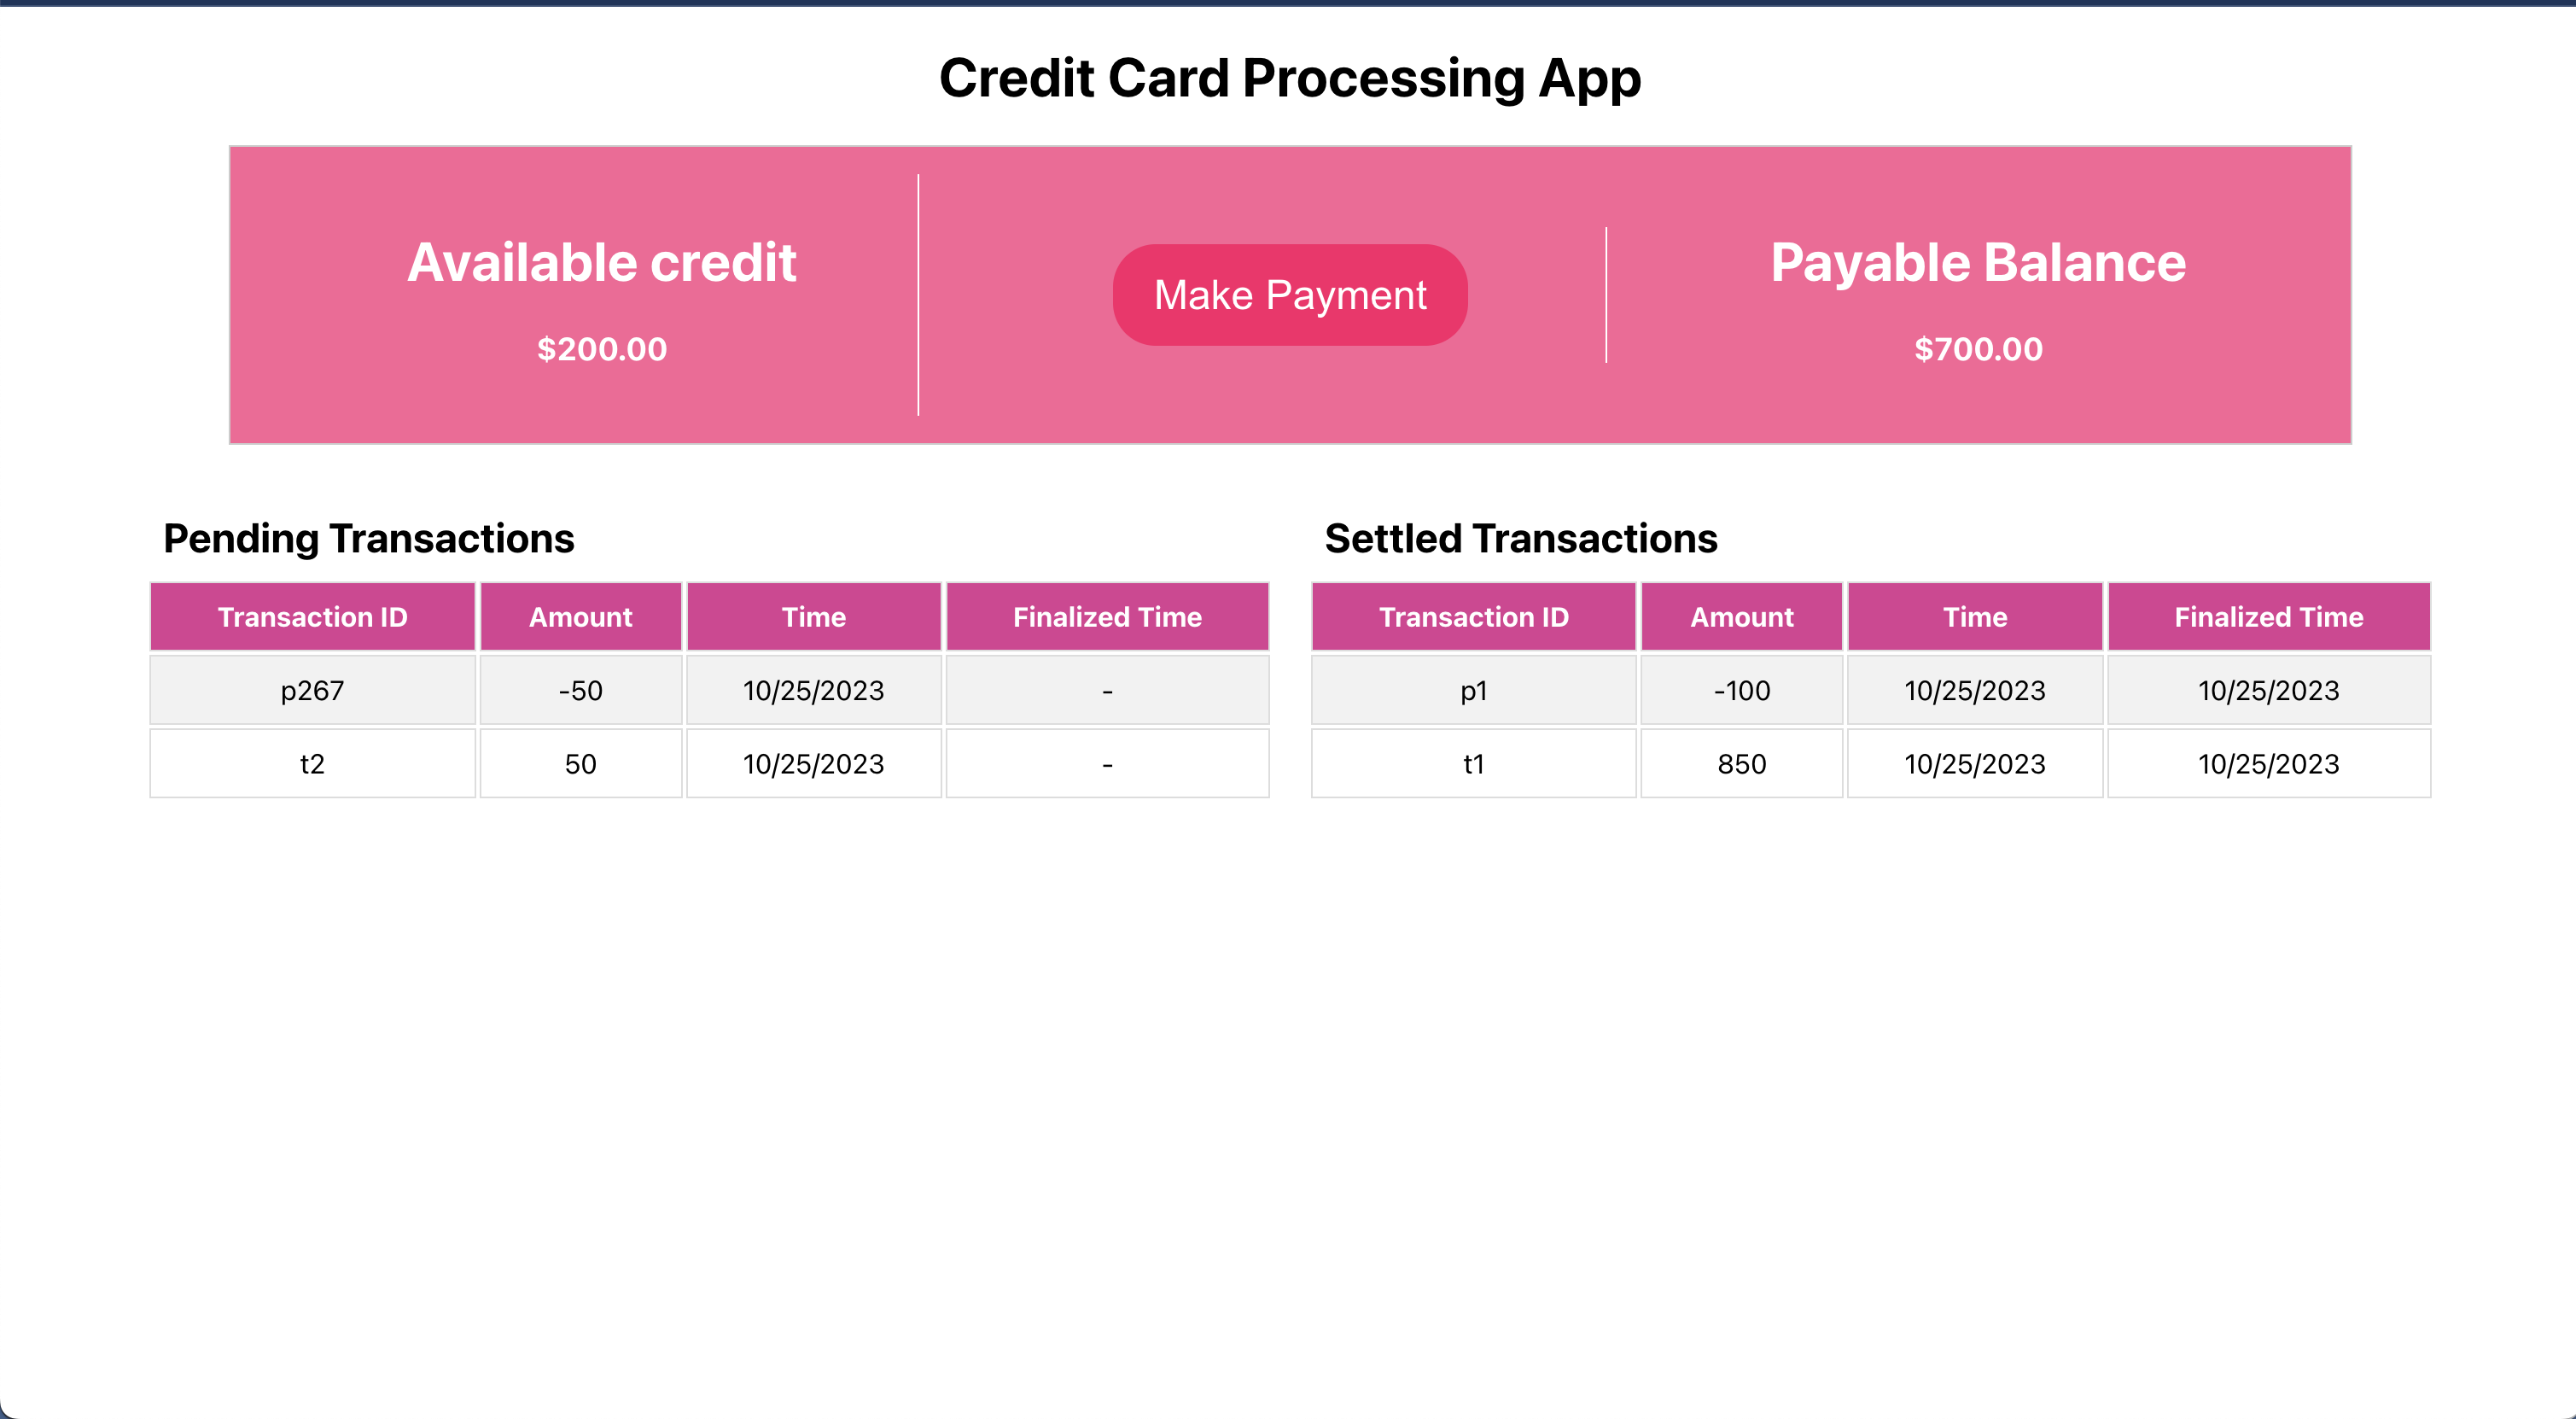 Credit Card Processing App
Available credit
$200.00
Make Payment
Payable Balance
$700.00
Pending Transactions
Transaction ID Amount Time Finalized Time
p267 -50 10/25/2023 -
t2 50 10/25/2023 -
Settled Transactions
Transaction ID Amount Time Finalized Time
p1 -100 10/25/2023 10/25/2023
t1 850 10/25/2023 10/25/2023